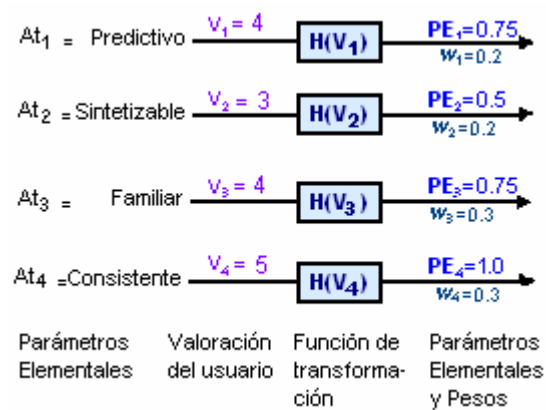 At1 = Predictivo V1= 4 H(V1) PE1=0.75
w1=0.2
At2 =Sintetizable V2= 3 H(V2) PE2=0.5
w2=0.2
At3 = Familiar V3= 4 H(V3) PE3=0.75
w3=0.3
At4 =Consistente V4= 5 H(V4) PE4=1.0
w4=0.3
Parámetros Valoración Función de Parámetros
Elementales del usuario transforma- Elementales
ción y Pesos